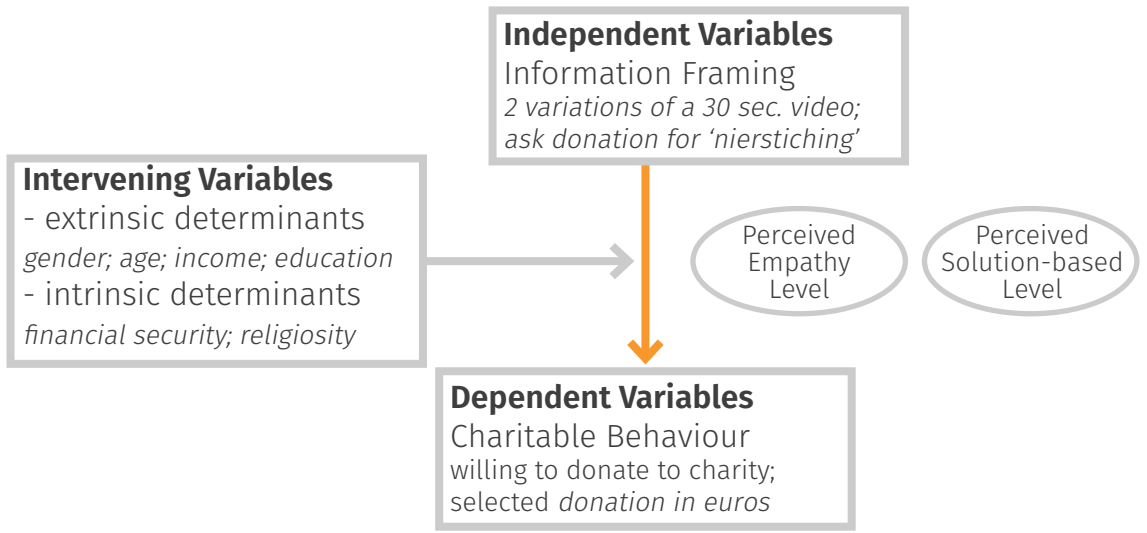 Independent Variables
Information Framing
2 variations of a 30 sec. video;
ask donation for ‘nierstiching’
Intervening Variables
- extrinsic determinants
gender; age; income; education
- intrinsic determinants
financial security; religiosity
Perceived
Empathy
Level
Perceived
Solution-based
Level
Dependent Variables
Charitable Behaviour
willing to donate to charity;
selected donation in euros